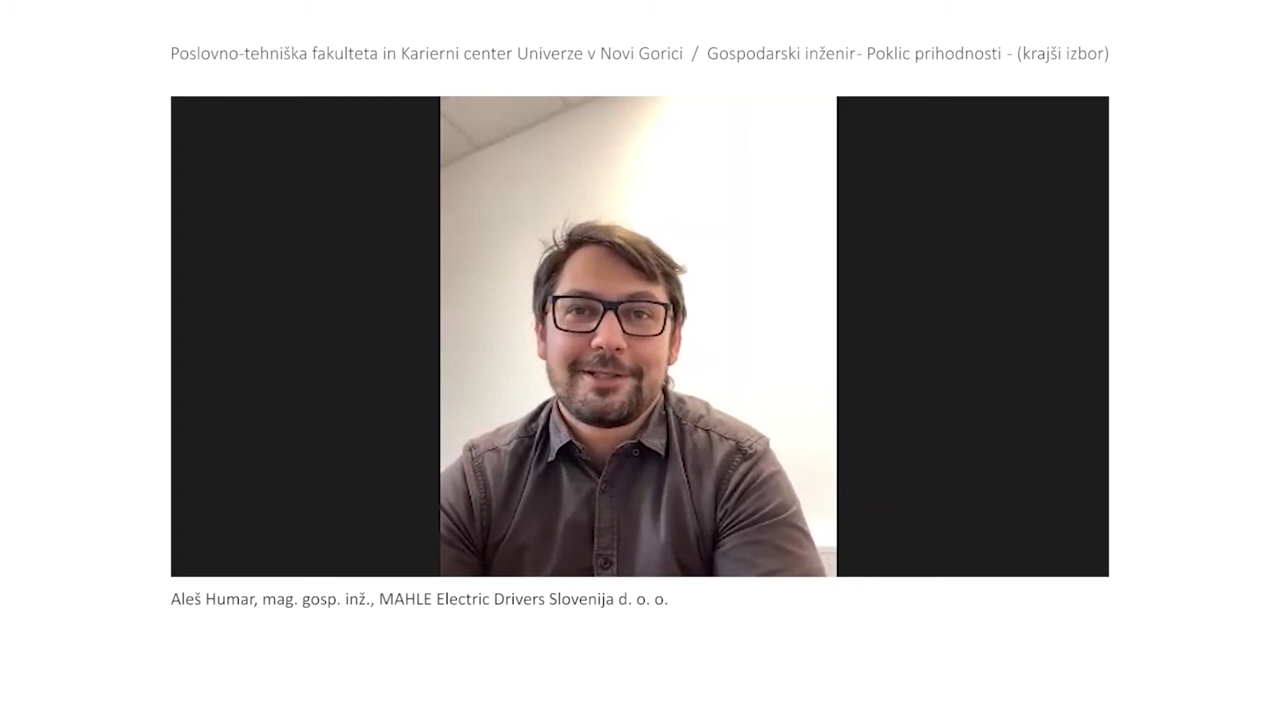 Poslovno-tehniška fakulteta in Karierni center Univerze v Novi Gorici / Gospodarski inženir- Poklic prihodnosti - (krajši izbor)
Aleš Humar, mag. gosp. inž., MAHLE Electric Drivers Slovenija d. o. o.